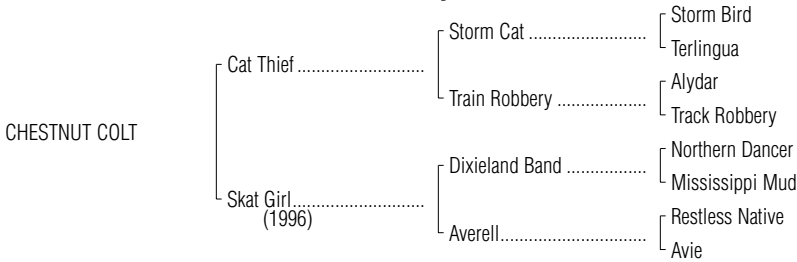 Storm Bird
Storm Cat ..........................
Terlingua
Cat Thief ............................
Alydar
Train Robbery ....................
Track Robbery
CHESTNUT COLT
Northern Dancer
Dixieland Band ..................
Mississippi Mud
Skat Girl.............................
(1996)
Restless Native
Averell.................................
Avie